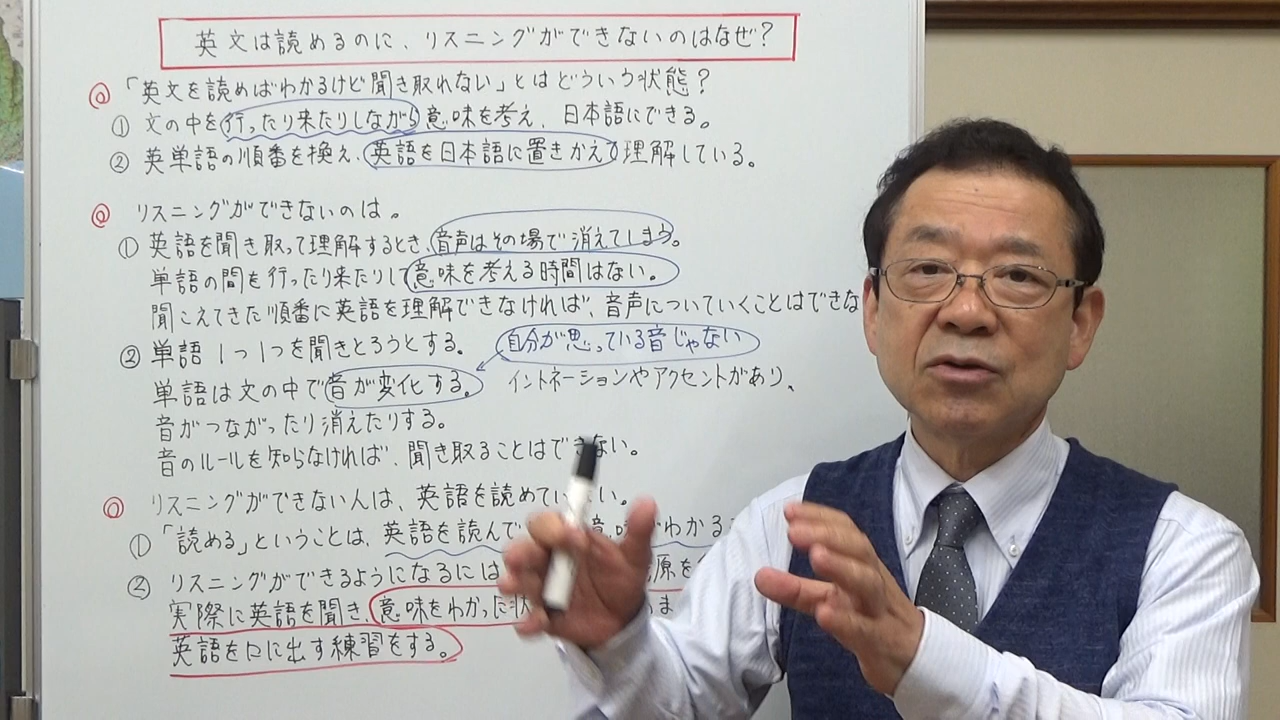 英文は読めるのに、リスニングができないのはなぜ？
◎ 「英文を読めばわかるけど聞き取れない」とはどういう状態？
① 文の中を行ったり来たりしながら意味を考え、日本語にできる。
② 英単語の順番を換え、英語を日本語に置きかえて理解している。
◎ リスニングができないのは。
① 英語を聞き取って理解するとき、音声はその場で消えてしまう。
単語の間を行ったり来たりして意味を考える時間はない。
聞こえてきた順番に英語を理解できなければ、音声についていくことはできな
② 単語1つ1つを聞きとろうとする。 自分が思っている音じゃない
単語は文の中で音が変化する。 イントネーションやアクセントがあり、
音がつながったり消えたりする。
音のルールを知らなければ、聞き取ることはできない。
◎ リスニングができない人は、英語を読めてい い。
① 「読める」ということは、英語を読んで 意味がわかる
② リスニングができるようになるには 原を
実際に英語を聞き、意味をわかった状 ま
英語を口に出す練習をする。